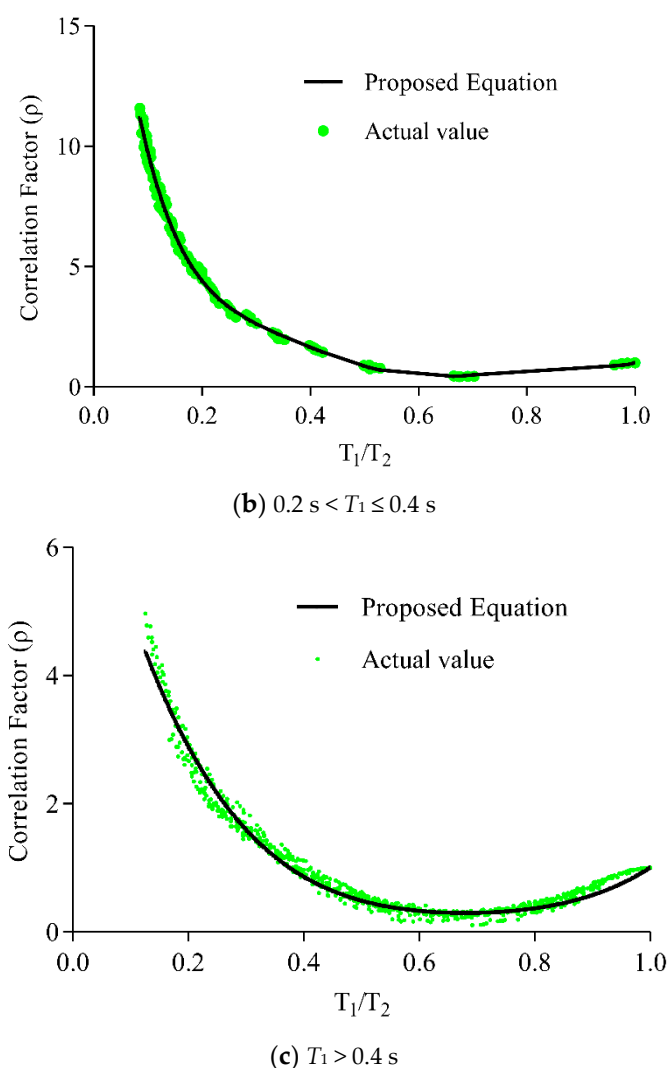 15
10
5
0
Correlation Factor (ρ)
Proposed Equation
Actual value
0.0 0.2 0.4 0.6 0.8 1.0
T₁/T₂
(b) 0.2 s < T₁ ≤ 0.4 s
6
4
2
0
Correlation Factor (ρ)
Proposed Equation
Actual value
0.0 0.2 0.4 0.6 0.8 1.0
T₁/T₂
(c) T₁ > 0.4 s